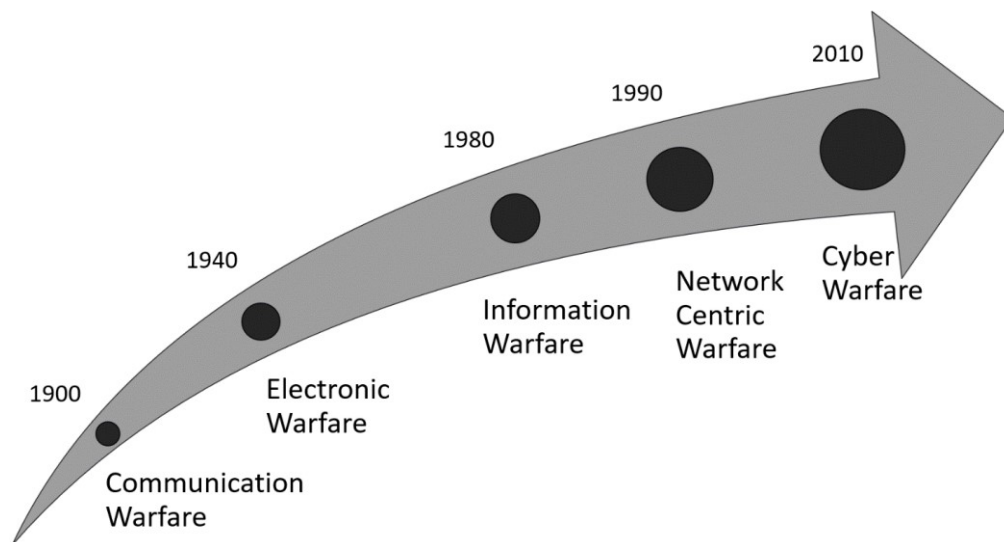 2010
1990
1980
1940
1900
Cyber
Warfare
Network
Centric
Warfare
Information
Warfare
Electronic
Warfare
Communication
Warfare